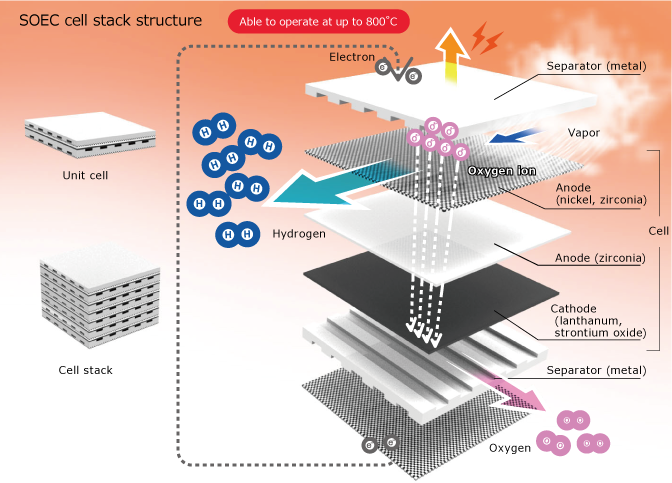 SOEC cell stack structure
Able to operate at up to 800°C
Electron
e⁻ e⁻
Separator (metal)
H H
H H
H H
H H
H H
H H
Vapor
Unit cell
Oxygen ion
Anode
(nickel, zirconia)
Cell
Hydrogen
Anode (zirconia)
Cathode
(lanthanum,
strontium oxide)
Cell stack
Separator (metal)
O O
O O
O O
e⁻ e⁻
Oxygen